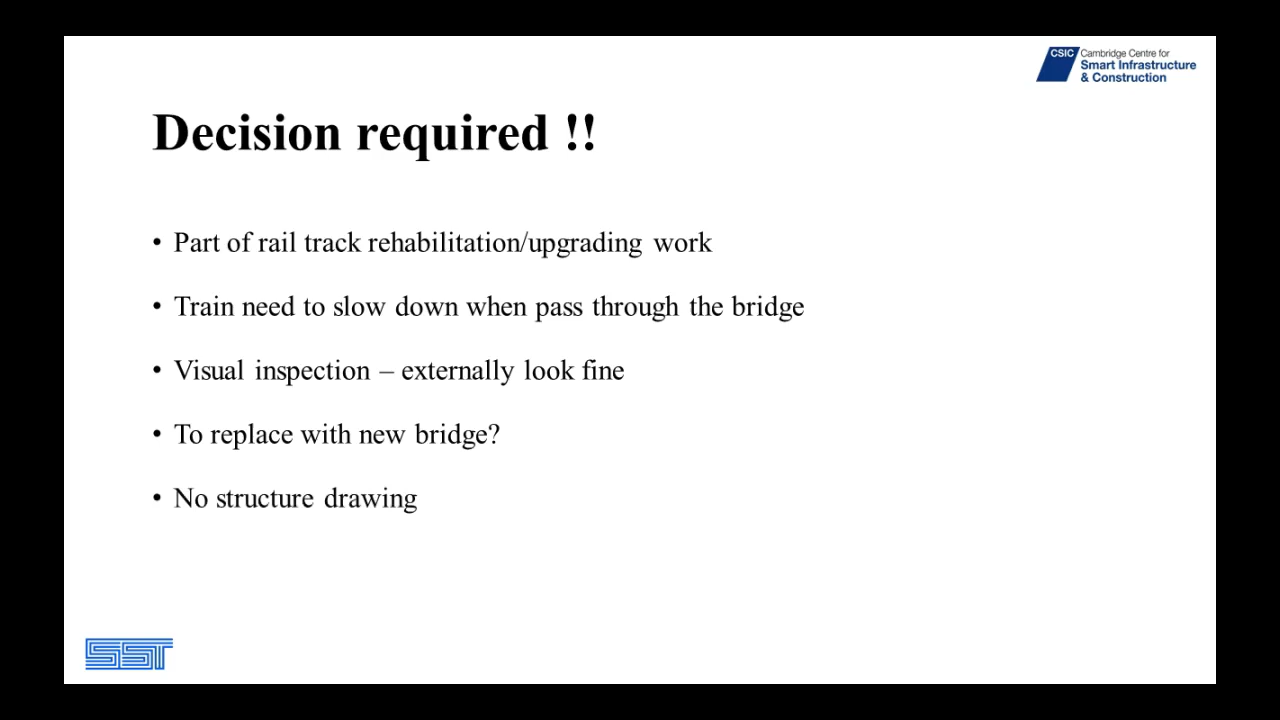 CSIC Cambridge Centre for
Smart Infrastructure
& Construction
Decision required !!
• Part of rail track rehabilitation/upgrading work
• Train need to slow down when pass through the bridge
• Visual inspection – externally look fine
• To replace with new bridge?
• No structure drawing
SST